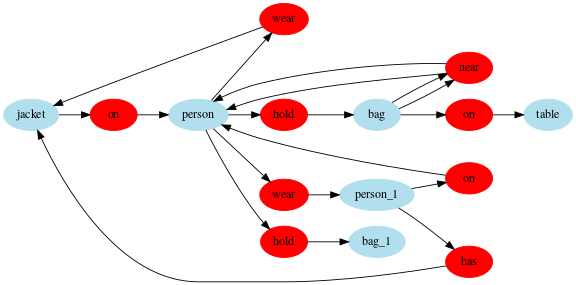 wear
near
jacket
on
person
hold
bag
on
table
on
wear
person_1
hold
bag_1
has